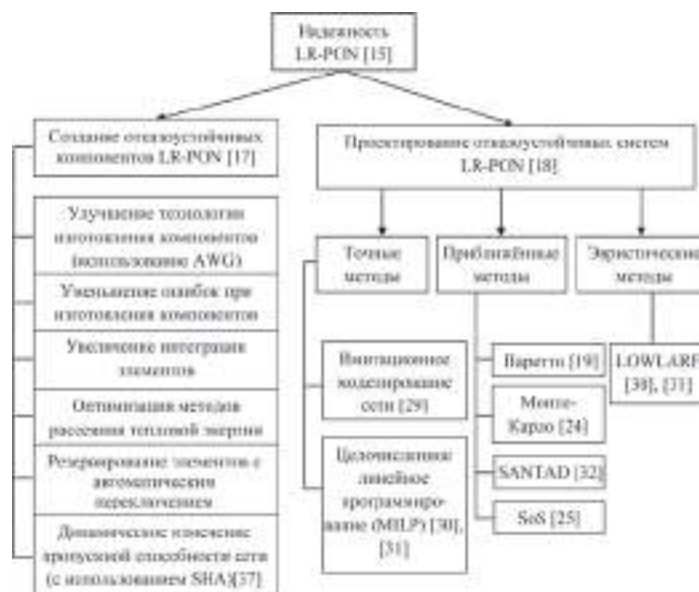 Надежность
LR-PON [15]
Создание отказоустойчивых
компонентов LR-PON [17]
Проектирование отказоустойчивых систем
LR-PON [18]
Улучшение технологии
изготовления компонентов
(использование AWG)
Уменьшение ошибок при
изготовления компонентов
Увеличение интеграции
элементов
Оптимизация методов
рассеяния тепловой энергии
Резервирование элементов с
автоматическим
переключением
Динамическое изменение
пропускной способности сети
(с использованием SHA)[37]
Точные
методы
Имитационное
моделирование
сети [29]
Целочисленное
линейное
программиро-
вание (MILP) [30],
[31]
Приближённые
методы
Паретто [19]
Монте-
Карло [24]
SANTAD [32]
SoS [25]
Эвристические
методы
LOWLARF
[30], [31]